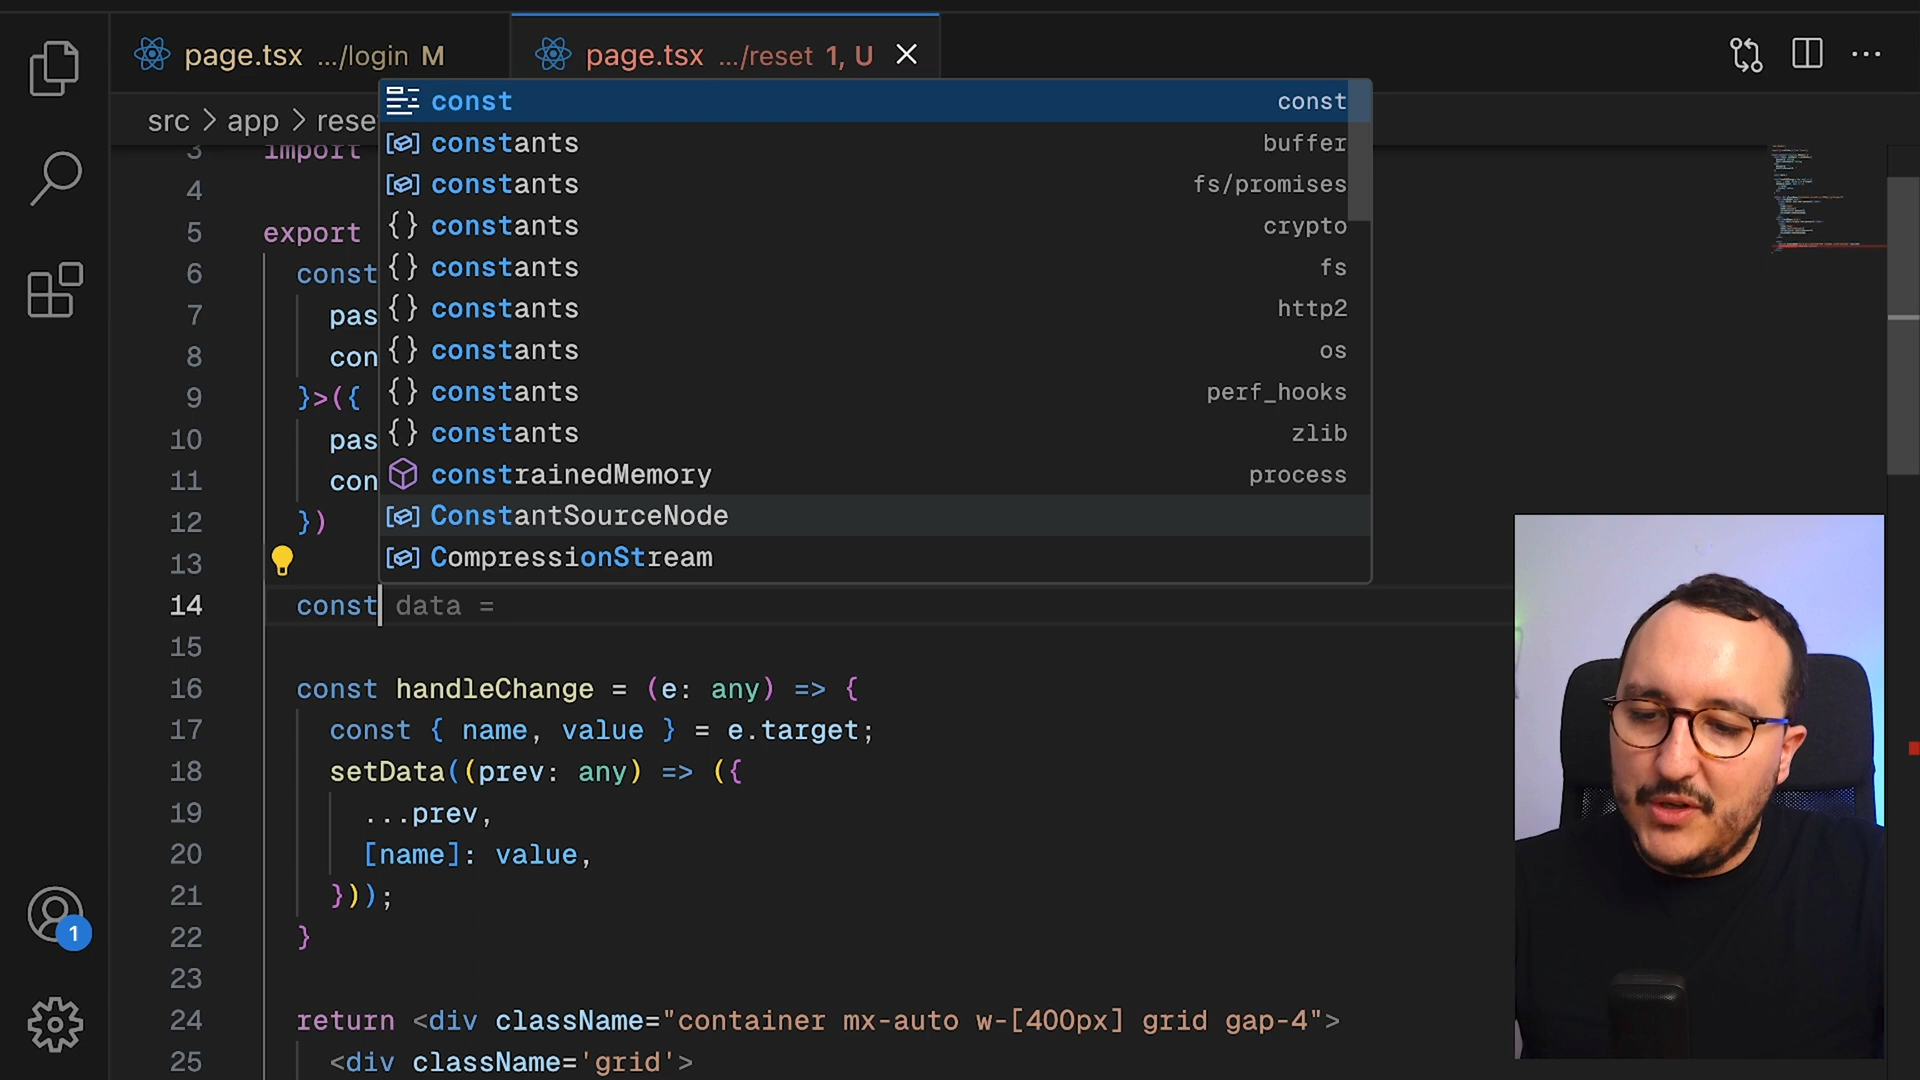 page.tsx .../login M
page.tsx .../reset 1, U
src > app > rese
const const
constants buffer
constants fs/promises
{} constants crypto
{} constants fs
{} constants http2
{} constants os
{} constants perf_hooks
{} constants zlib
constrainedMemory process
ConstantSourceNode
CompressionStream
3 import
4
5 export
6 const
7 pas
8 con
9 }>({
10 pas
11 con
12 })
13
14 const data =
15
16 const handleChange = (e: any) => {
17 const { name, value } = e.target;
18 setData((prev: any) => ({
19 ...prev,
20 [name]: value,
21 }));
22 }
23
24 return <div className="container mx-auto w-[400px] grid gap-4">
25 <div className='grid'>
1